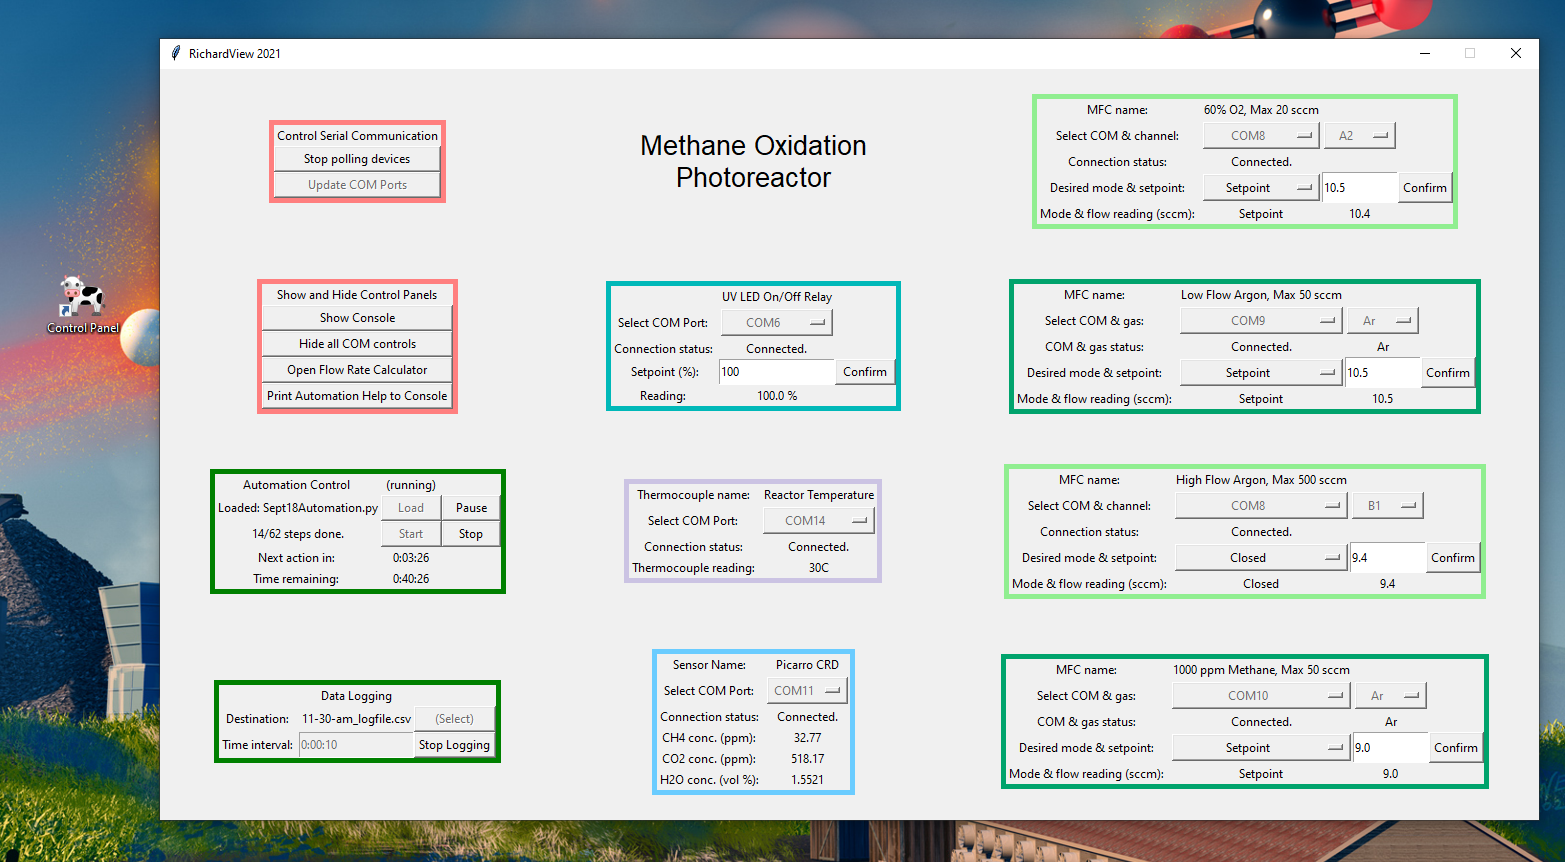 RichardView 2021
Control Serial Communication
Stop polling devices
Update COM Ports
Methane Oxidation
Photoreactor
MFC name: 60% O2, Max 20 sccm
Select COM & channel: COM8 A2
Connection status: Connected.
Desired mode & setpoint: Setpoint 10.5 Confirm
Mode & flow reading (sccm): Setpoint 10.4
Control Panel
Show and Hide Control Panels
Show Console
Hide all COM controls
Open Flow Rate Calculator
Print Automation Help to Console
UV LED On/Off Relay
Select COM Port: COM6
Connection status: Connected.
Setpoint (%): 100 Confirm
Reading: 100.0 %
MFC name: Low Flow Argon, Max 50 sccm
Select COM & gas: COM9 Ar
COM & gas status: Connected. Ar
Desired mode & setpoint: Setpoint 10.5 Confirm
Mode & flow reading (sccm): Setpoint 10.5
Automation Control (running)
Loaded: Sept18Automation.py Load Pause
14/62 steps done. Start Stop
Next action in: 0:03:26
Time remaining: 0:40:26
Thermocouple name: Reactor Temperature
Select COM Port: COM14
Connection status: Connected.
Thermocouple reading: 30C
MFC name: High Flow Argon, Max 500 sccm
Select COM & channel: COM8 B1
Connection status: Connected.
Desired mode & setpoint: Closed 9.4 Confirm
Mode & flow reading (sccm): Closed 9.4
Data Logging
Destination: 11-30-am_logfile.csv (Select)
Time interval: 0:00:10 Stop Logging
Sensor Name: Picarro CRD
Select COM Port: COM11
Connection status: Connected.
CH4 conc. (ppm): 32.77
CO2 conc. (ppm): 518.17
H2O conc. (vol %): 1.5521
MFC name: 1000 ppm Methane, Max 50 sccm
Select COM & gas: COM10 Ar
COM & gas status: Connected. Ar
Desired mode & setpoint: Setpoint 9.0 Confirm
Mode & flow reading (sccm): Setpoint 9.0